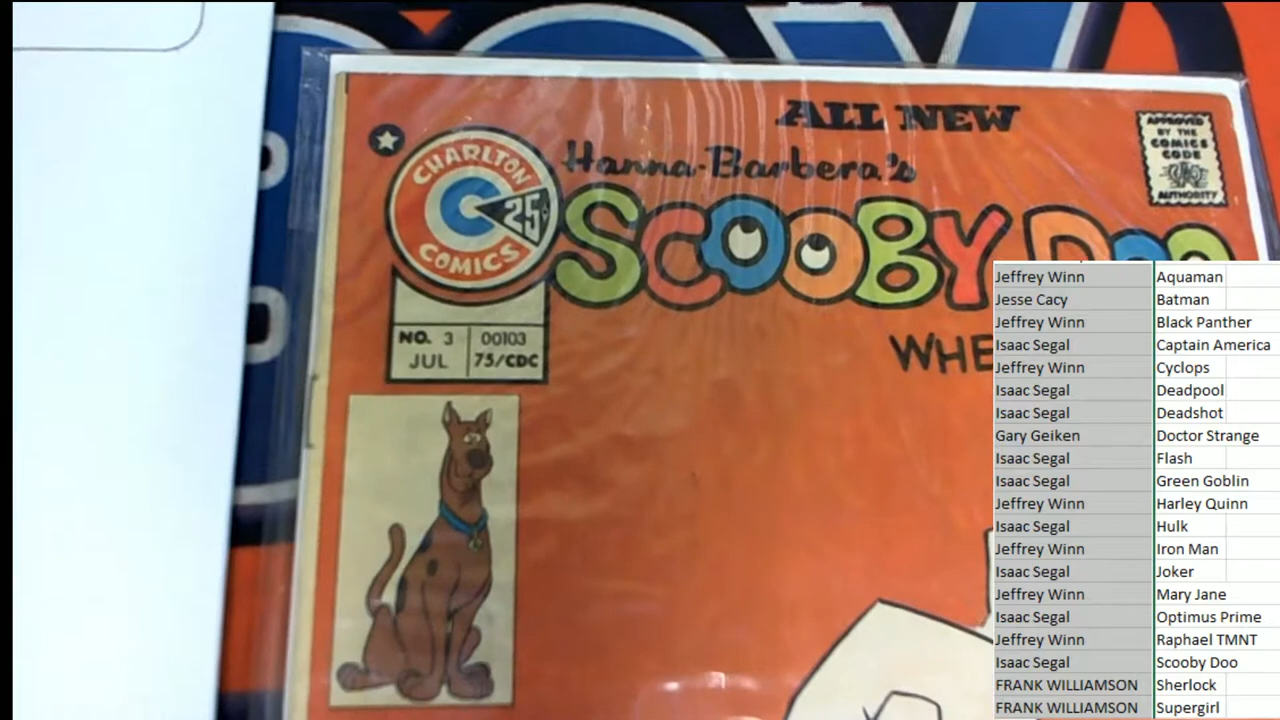 ALL NEW
APPROVED
BY THE
COMICS
CODE
AUTHORITY
CHARLTON
COMICS
25¢
Hanna-Barbera's
SCOOBY DOO
NO. 3 00103
JUL 75/CDC
Jeffrey Winn Aquaman
Jesse Cacy Batman
Jeffrey Winn Black Panther
Isaac Segal Captain America
Jeffrey Winn Cyclops
Isaac Segal Deadpool
Isaac Segal Deadshot
Gary Geiken Doctor Strange
Isaac Segal Flash
Isaac Segal Green Goblin
Jeffrey Winn Harley Quinn
Isaac Segal Hulk
Jeffrey Winn Iron Man
Isaac Segal Joker
Jeffrey Winn Mary Jane
Isaac Segal Optimus Prime
Jeffrey Winn Raphael TMNT
Isaac Segal Scooby Doo
FRANK WILLIAMSON Sherlock
FRANK WILLIAMSON Supergirl